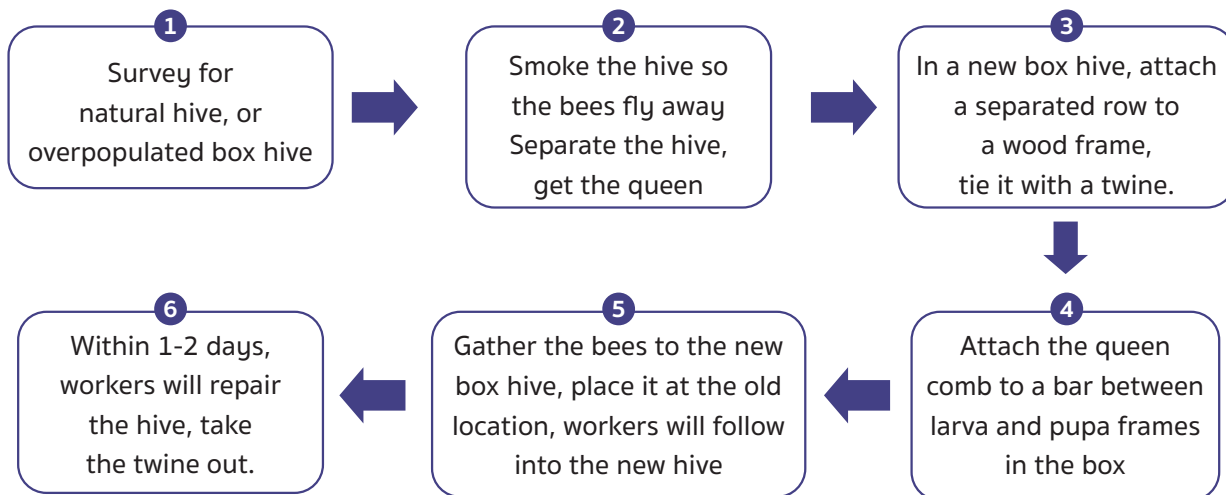 1
Survey for
natural hive, or
overpopulated box hive
2
Smoke the hive so
the bees fly away
Separate the hive,
get the queen
3
In a new box hive, attach
a separated row to
a wood frame,
tie it with a twine.
4
Attach the queen
comb to a bar between
larva and pupa frames
in the box
5
Gather the bees to the new
box hive, place it at the old
location, workers will follow
into the new hive
6
Within 1-2 days,
workers will repair
the hive, take
the twine out.